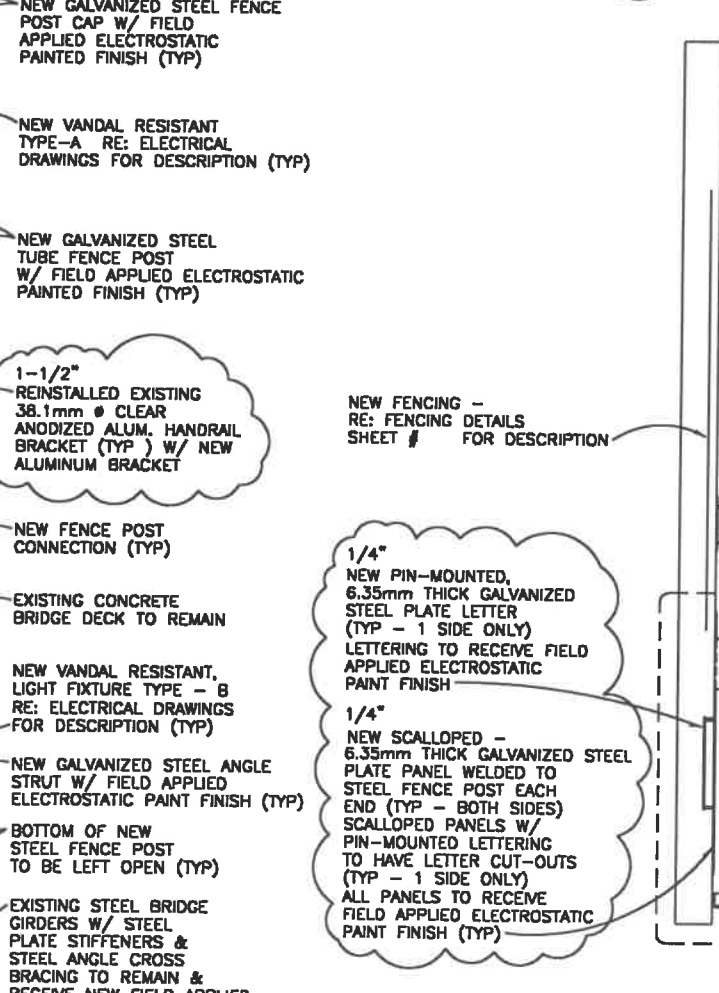 NEW GALVANIZED STEEL FENCE
POST CAP W/ FIELD
APPLIED ELECTROSTATIC
PAINTED FINISH (TYP)
NEW VANDAL RESISTANT
TYPE-A RE: ELECTRICAL
DRAWINGS FOR DESCRIPTION (TYP)
NEW GALVANIZED STEEL
TUBE FENCE POST
W/ FIELD APPLIED ELECTROSTATIC
PAINTED FINISH (TYP)
1-1/2"
REINSTALLED EXISTING
38.1mm ø CLEAR
ANODIZED ALUM. HANDRAIL
BRACKET (TYP ) W/ NEW
ALUMINUM BRACKET
NEW FENCE POST
CONNECTION (TYP)
EXISTING CONCRETE
BRIDGE DECK TO REMAIN
NEW VANDAL RESISTANT,
LIGHT FIXTURE TYPE - B
RE: ELECTRICAL DRAWINGS
FOR DESCRIPTION (TYP)
NEW GALVANIZED STEEL ANGLE
STRUT W/ FIELD APPLIED
ELECTROSTATIC PAINT FINISH (TYP)
BOTTOM OF NEW
STEEL FENCE POST
TO BE LEFT OPEN (TYP)
EXISTING STEEL BRIDGE
GIRDERS W/ STEEL
PLATE STIFFENERS &
STEEL ANGLE CROSS
BRACING TO REMAIN &
RECEIVE NEW FIELD APPLIED
NEW FENCING -
RE: FENCING DETAILS
SHEET # FOR DESCRIPTION
1/4"
NEW PIN-MOUNTED,
6.35mm THICK GALVANIZED
STEEL PLATE LETTER
(TYP - 1 SIDE ONLY)
LETTERING TO RECEIVE FIELD
APPLIED ELECTROSTATIC
PAINT FINISH
1/4"
NEW SCALLOPED -
6.35mm THICK GALVANIZED STEEL
PLATE PANEL WELDED TO
STEEL FENCE POST EACH
END (TYP - BOTH SIDES)
SCALLOPED PANELS W/
PIN-MOUNTED LETTERING
TO HAVE LETTER CUT-OUTS
(TYP - 1 SIDE ONLY)
ALL PANELS TO RECEIVE
FIELD APPLIED ELECTROSTATIC
PAINT FINISH (TYP)